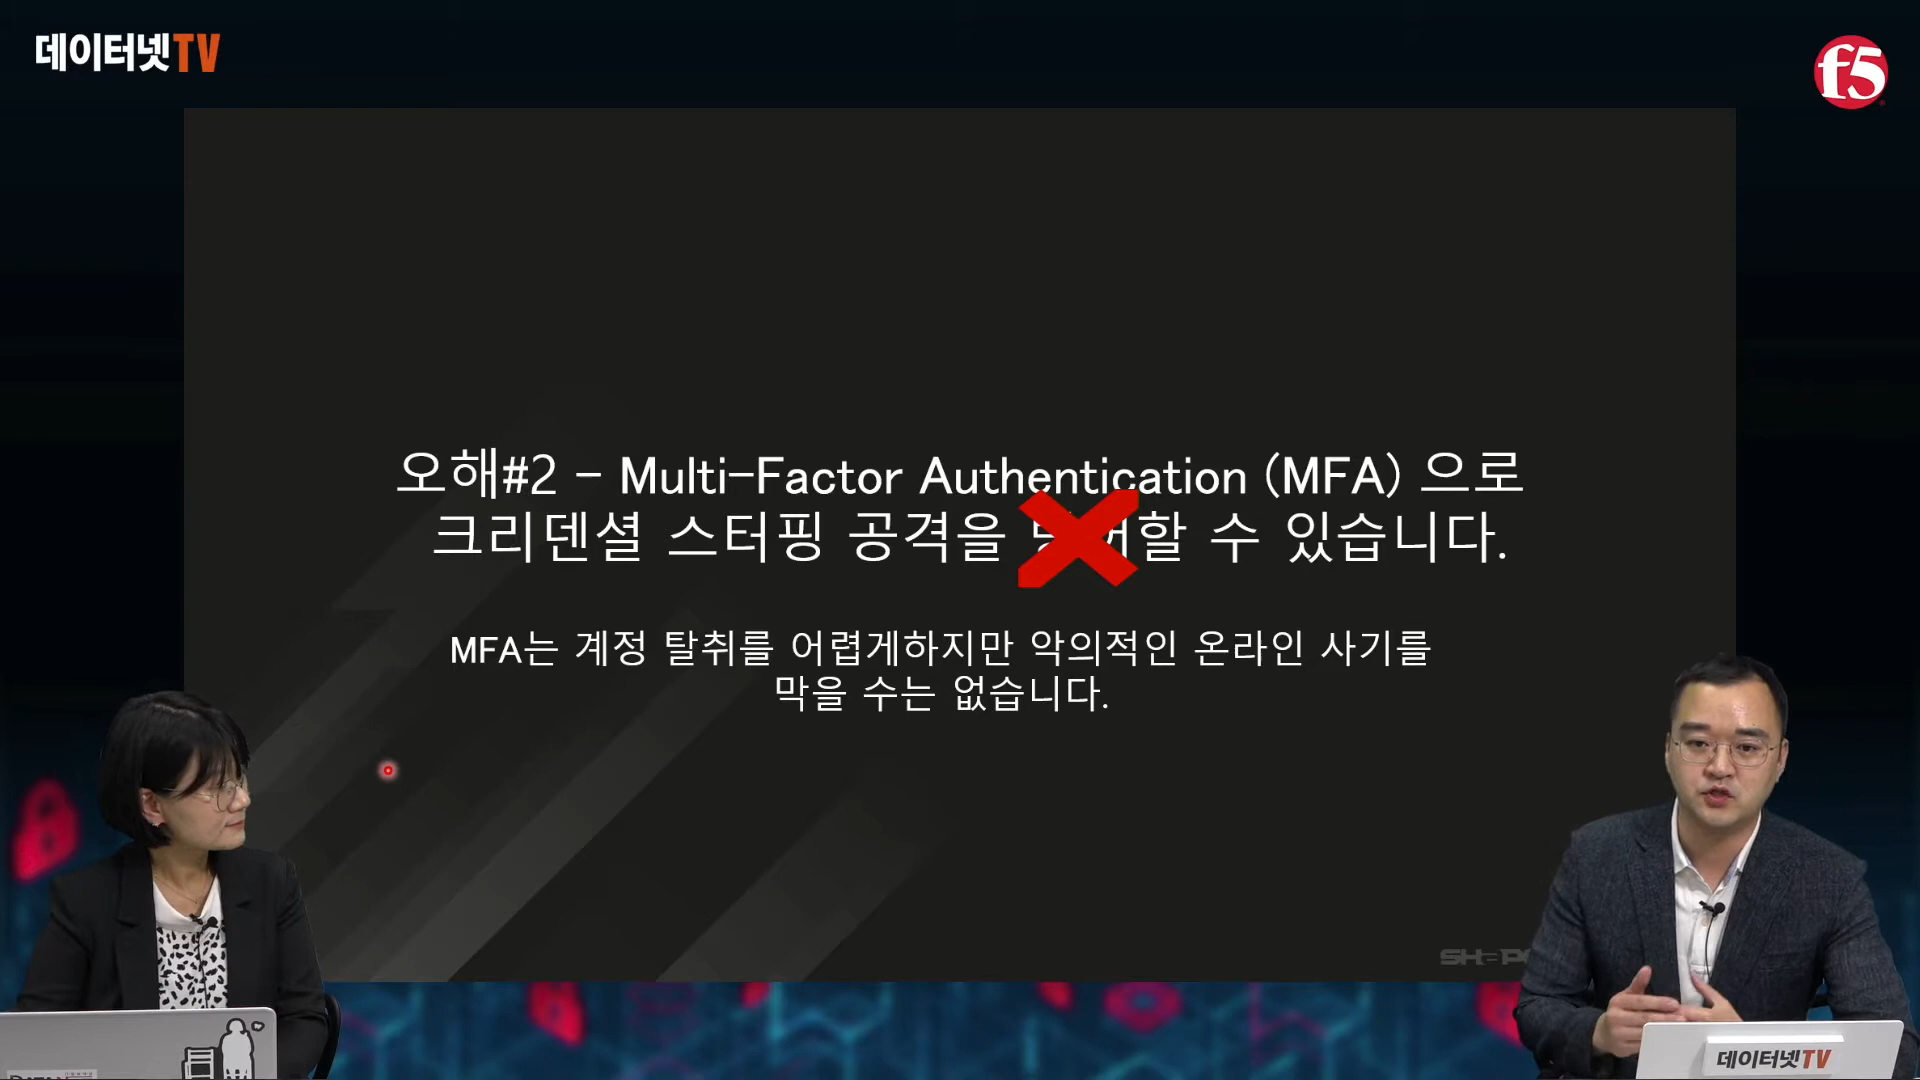 데이터넷TV
f5
오해#2 – Multi-Factor Authentication (MFA) 으로
크리덴셜 스터핑 공격을 할 수 있습니다.
MFA는 계정 탈취를 어렵게하지만 악의적인 온라인 사기를
막을 수는 없습니다.
데이터넷TV